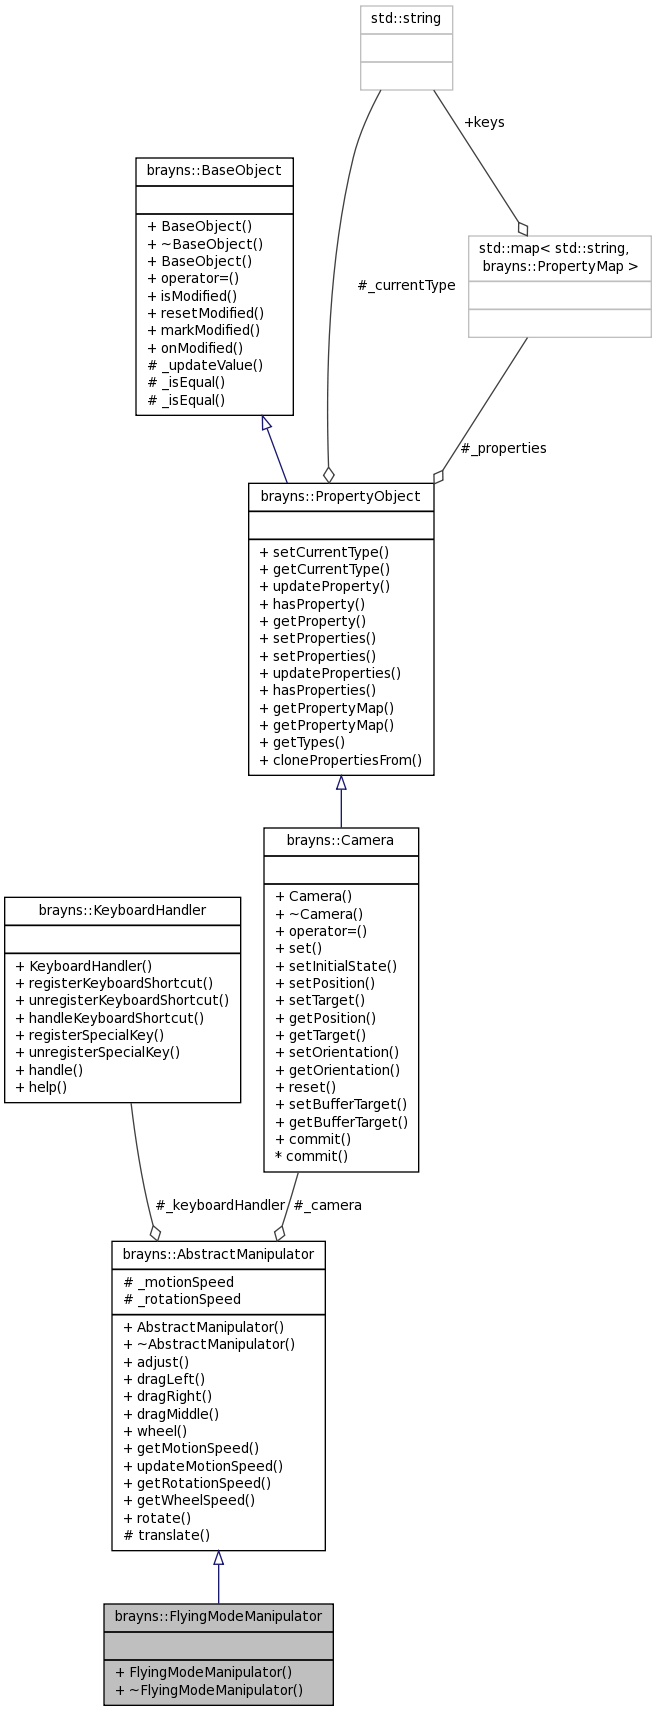 std::string
+keys
brayns::BaseObject
+ BaseObject()
+ ~BaseObject()
+ BaseObject()
+ operator=()
+ isModified()
+ resetModified()
+ markModified()
+ onModified()
# _updateValue()
# _isEqual()
# _isEqual()
std::map< std::string,
brayns::PropertyMap >
#_currentType
#_properties
brayns::PropertyObject
+ setCurrentType()
+ getCurrentType()
+ updateProperty()
+ hasProperty()
+ getProperty()
+ setProperties()
+ setProperties()
+ updateProperties()
+ hasProperties()
+ getPropertyMap()
+ getPropertyMap()
+ getTypes()
+ clonePropertiesFrom()
brayns::Camera
+ Camera()
+ ~Camera()
+ operator=()
+ set()
+ setInitialState()
+ setPosition()
+ setTarget()
+ getPosition()
+ getTarget()
+ setOrientation()
+ getOrientation()
+ reset()
+ setBufferTarget()
+ getBufferTarget()
+ commit()
* commit()
brayns::KeyboardHandler
+ KeyboardHandler()
+ registerKeyboardShortcut()
+ unregisterKeyboardShortcut()
+ handleKeyboardShortcut()
+ registerSpecialKey()
+ unregisterSpecialKey()
+ handle()
+ help()
#_keyboardHandler
#_camera
brayns::AbstractManipulator
# _motionSpeed
# _rotationSpeed
+ AbstractManipulator()
+ ~AbstractManipulator()
+ adjust()
+ dragLeft()
+ dragRight()
+ dragMiddle()
+ wheel()
+ getMotionSpeed()
+ updateMotionSpeed()
+ getRotationSpeed()
+ getWheelSpeed()
+ rotate()
# translate()
brayns::FlyingModeManipulator
+ FlyingModeManipulator()
+ ~FlyingModeManipulator()